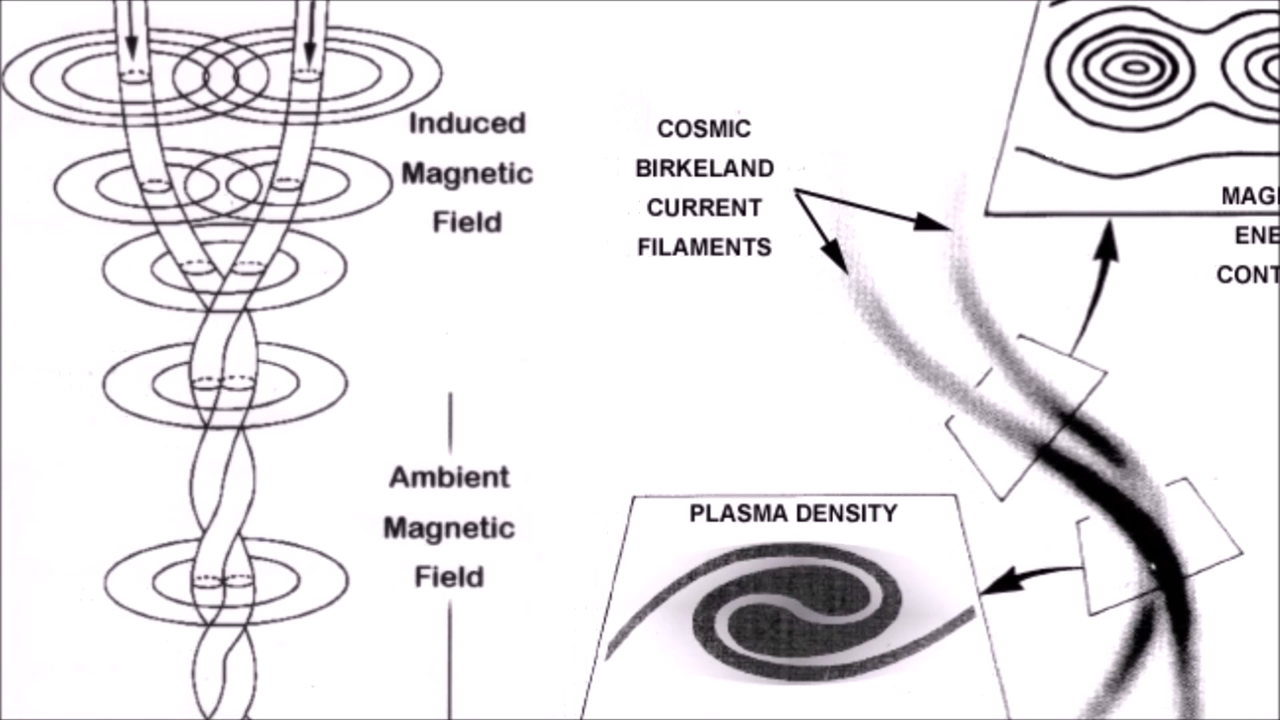 Induced
Magnetic
Field
Ambient
Magnetic
Field
COSMIC
BIRKELAND
CURRENT
FILAMENTS
PLASMA DENSITY